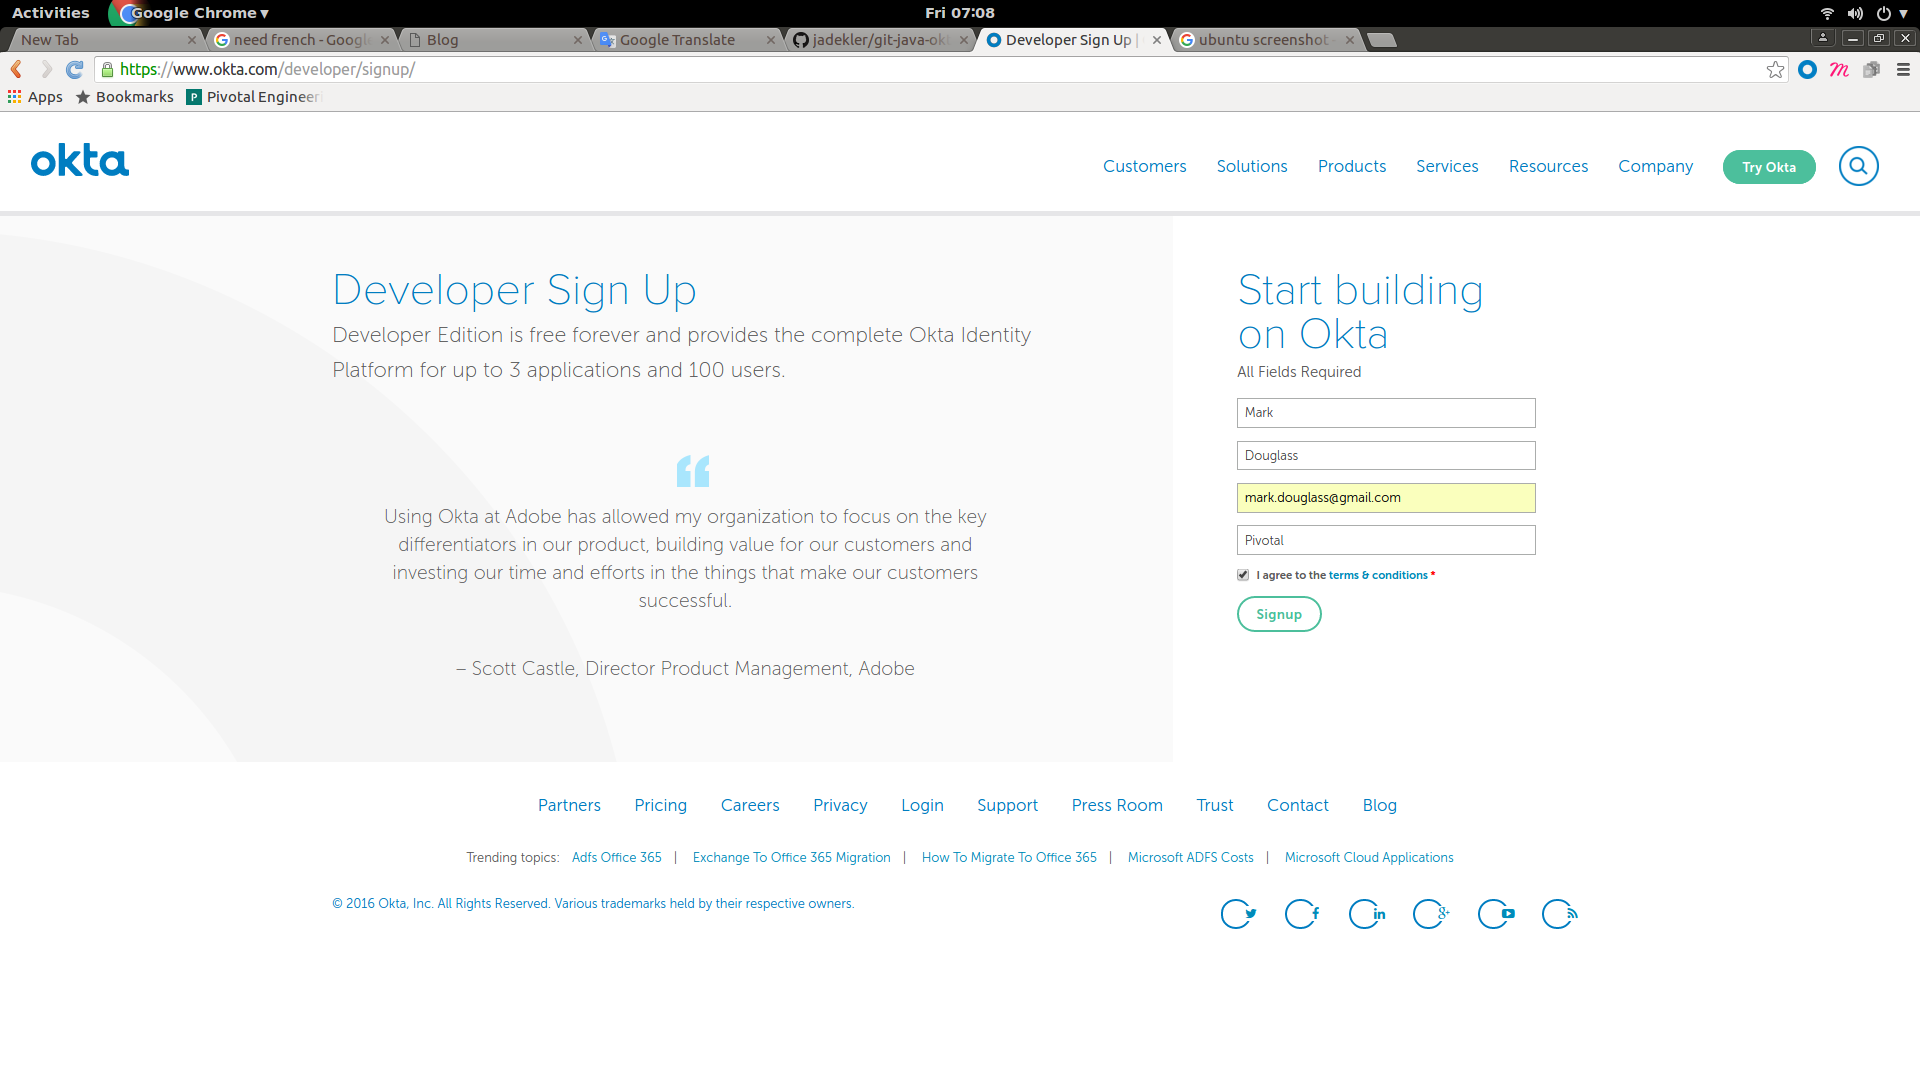 Activities
Google Chrome ▾
Fri 07:08
New Tab
need french - Google
Blog
Google Translate
jadekler/git-java-okt
Developer Sign Up |
ubuntu screenshot -
https://www.okta.com/developer/signup/
Apps
Bookmarks
Pivotal Engineeri
okta
Customers
Solutions
Products
Services
Resources
Company
Try Okta
Developer Sign Up
Developer Edition is free forever and provides the complete Okta Identity
Platform for up to 3 applications and 100 users.
“
Using Okta at Adobe has allowed my organization to focus on the key
differentiators in our product, building value for our customers and
investing our time and efforts in the things that make our customers
successful.
– Scott Castle, Director Product Management, Adobe
Start building
on Okta
All Fields Required
Mark
Douglass
mark.douglass@gmail.com
Pivotal
I agree to the terms & conditions *
Signup
Partners
Pricing
Careers
Privacy
Login
Support
Press Room
Trust
Contact
Blog
Trending topics: Adfs Office 365 | Exchange To Office 365 Migration | How To Migrate To Office 365 | Microsoft ADFS Costs | Microsoft Cloud Applications
© 2016 Okta, Inc. All Rights Reserved. Various trademarks held by their respective owners.